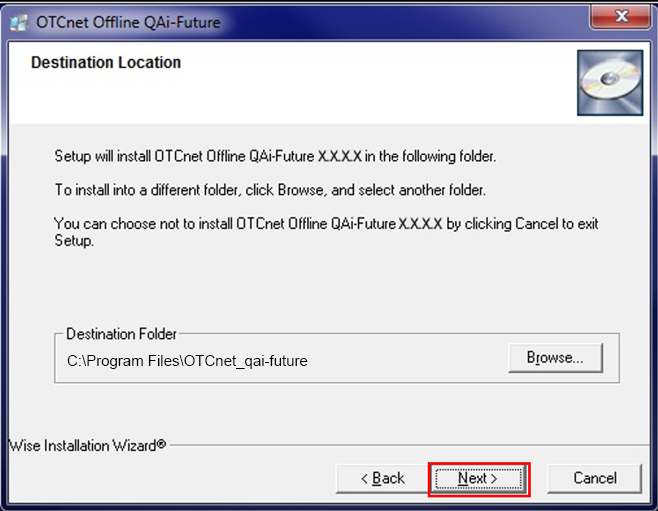 OTCnet Offline QAi-Future
Destination Location
Setup will install OTCnet Offline QAi-Future X.X.X.X in the following folder.
To install into a different folder, click Browse, and select another folder.
You can choose not to install OTCnet Offline QAi-Future X.X.X.X by clicking Cancel to exit
Setup.
Destination Folder
C:\Program Files\OTCnet_qai-future
Browse...
Wise Installation Wizard®
< Back
Next >
Cancel